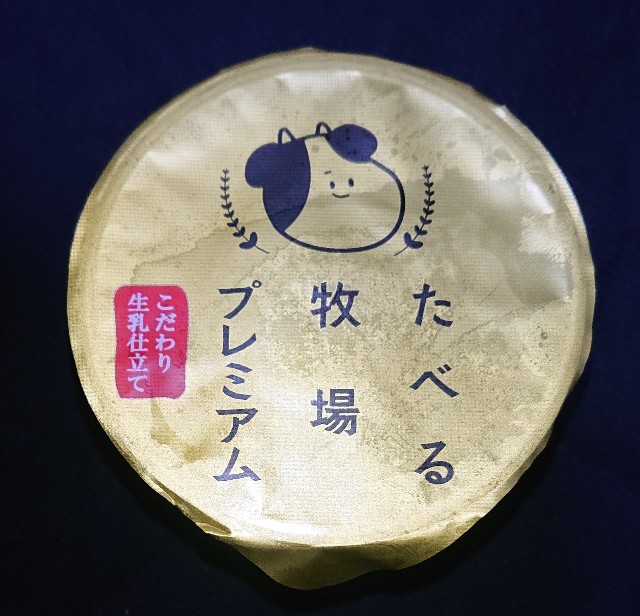 たべる
牧場
プレミアム
こだわり
生乳仕立て